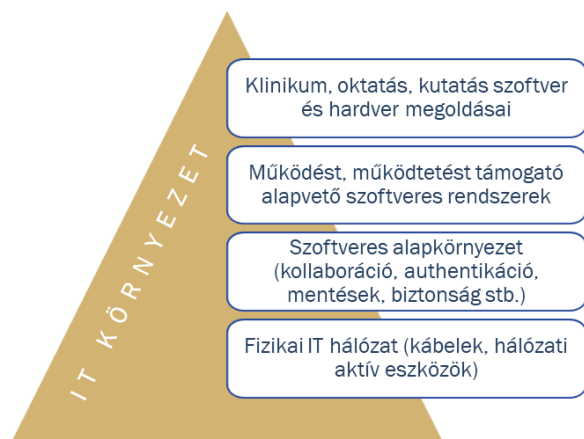 IT KÖRNYEZET
Klinikum, oktatás, kutatás szoftver
és hardver megoldásai
Működést, működtetést támogató
alapvető szoftveres rendszerek
Szoftveres alapkörnyezet
(kollaboráció, authentikáció,
mentések, biztonság stb.)
Fizikai IT hálózat (kábelek, hálózati
aktív eszközök)